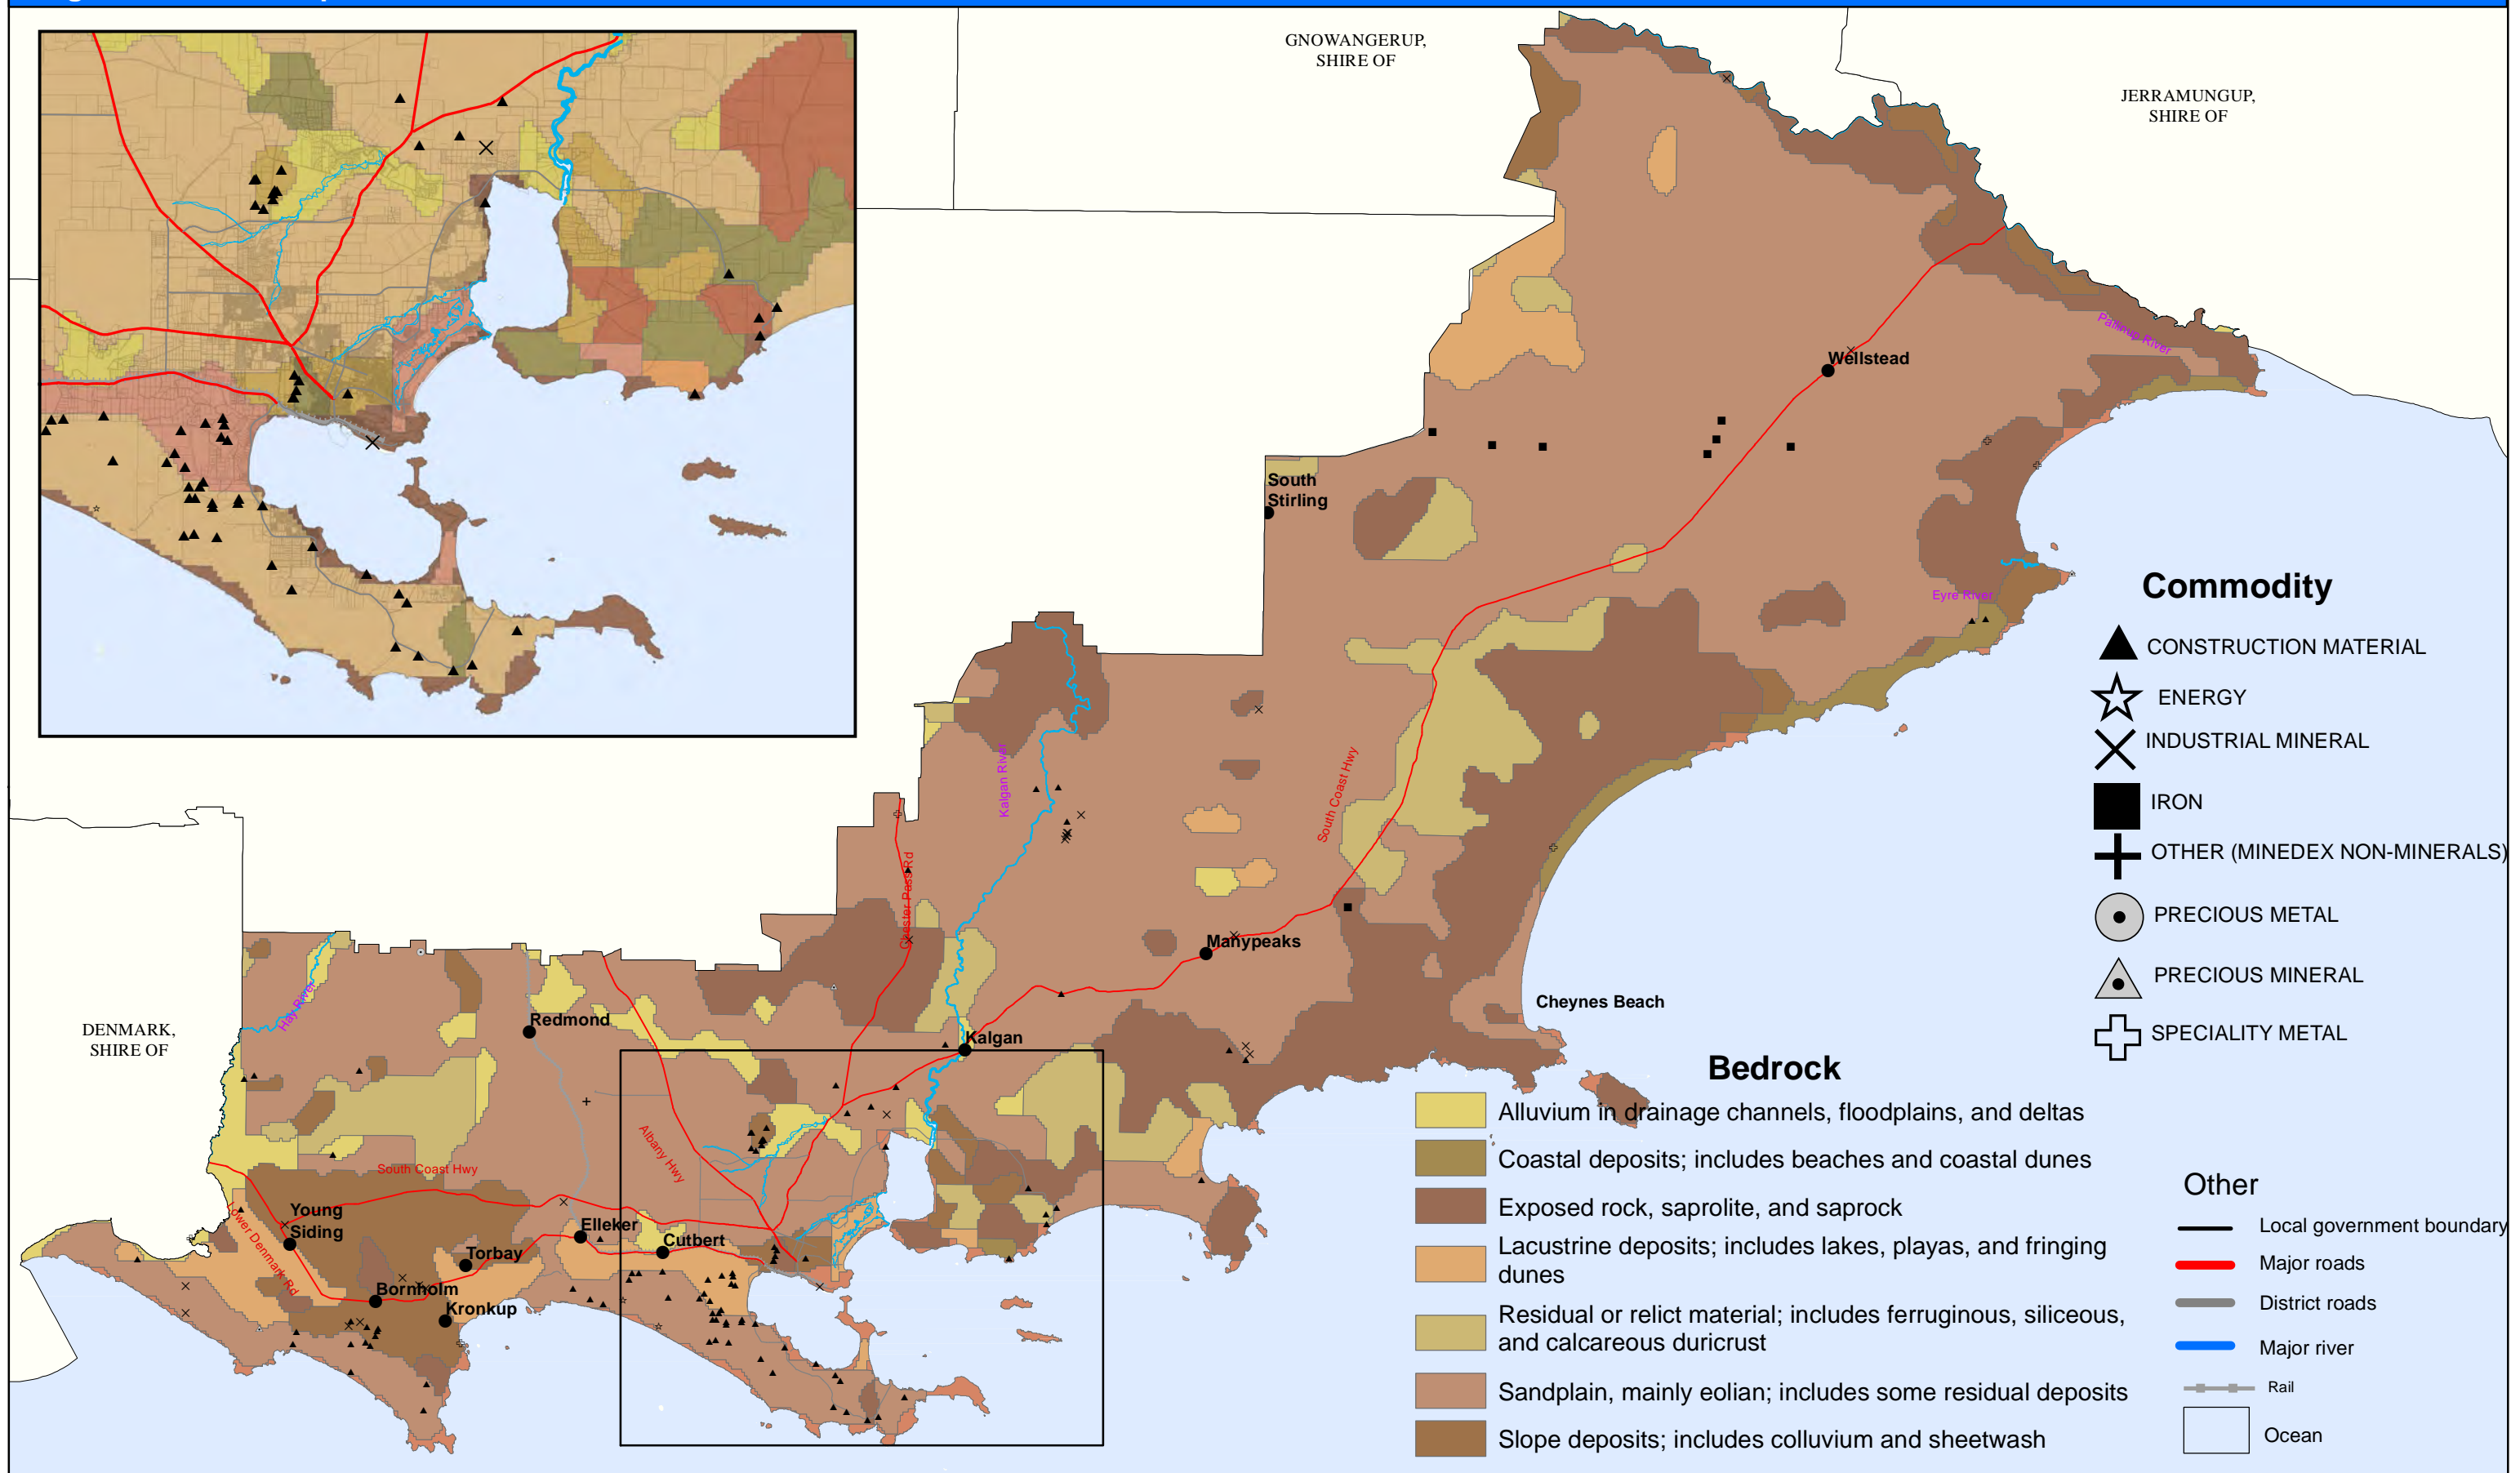 GNOWANGERUP,
SHIRE OF
JERRAMUNGUP,
SHIRE OF
Pallinup River
Wellstead
South
Stirling
Eyre River
Commodity
CONSTRUCTION MATERIAL
ENERGY
INDUSTRIAL MINERAL
IRON
OTHER (MINEDEX NON-MINERALS)
PRECIOUS METAL
PRECIOUS MINERAL
SPECIALITY METAL
Kalgan River
South Coast Hwy
Chester Pass Rd
Manypeaks
Cheynes Beach
DENMARK,
SHIRE OF
Hay River
Redmond
Kalgan
Albany Hwy
South Coast Hwy
Young
Siding
Lower Denmark Rd
Elleker
Cutbert
Torbay
Bornholm
Kronkup
Bedrock
Alluvium in drainage channels, floodplains, and deltas
Coastal deposits; includes beaches and coastal dunes
Exposed rock, saprolite, and saprock
Lacustrine deposits; includes lakes, playas, and fringing
dunes
Residual or relict material; includes ferruginous, siliceous,
and calcareous duricrust
Sandplain, mainly eolian; includes some residual deposits
Slope deposits; includes colluvium and sheetwash
Other
Local government boundary
Major roads
District roads
Major river
Rail
Ocean